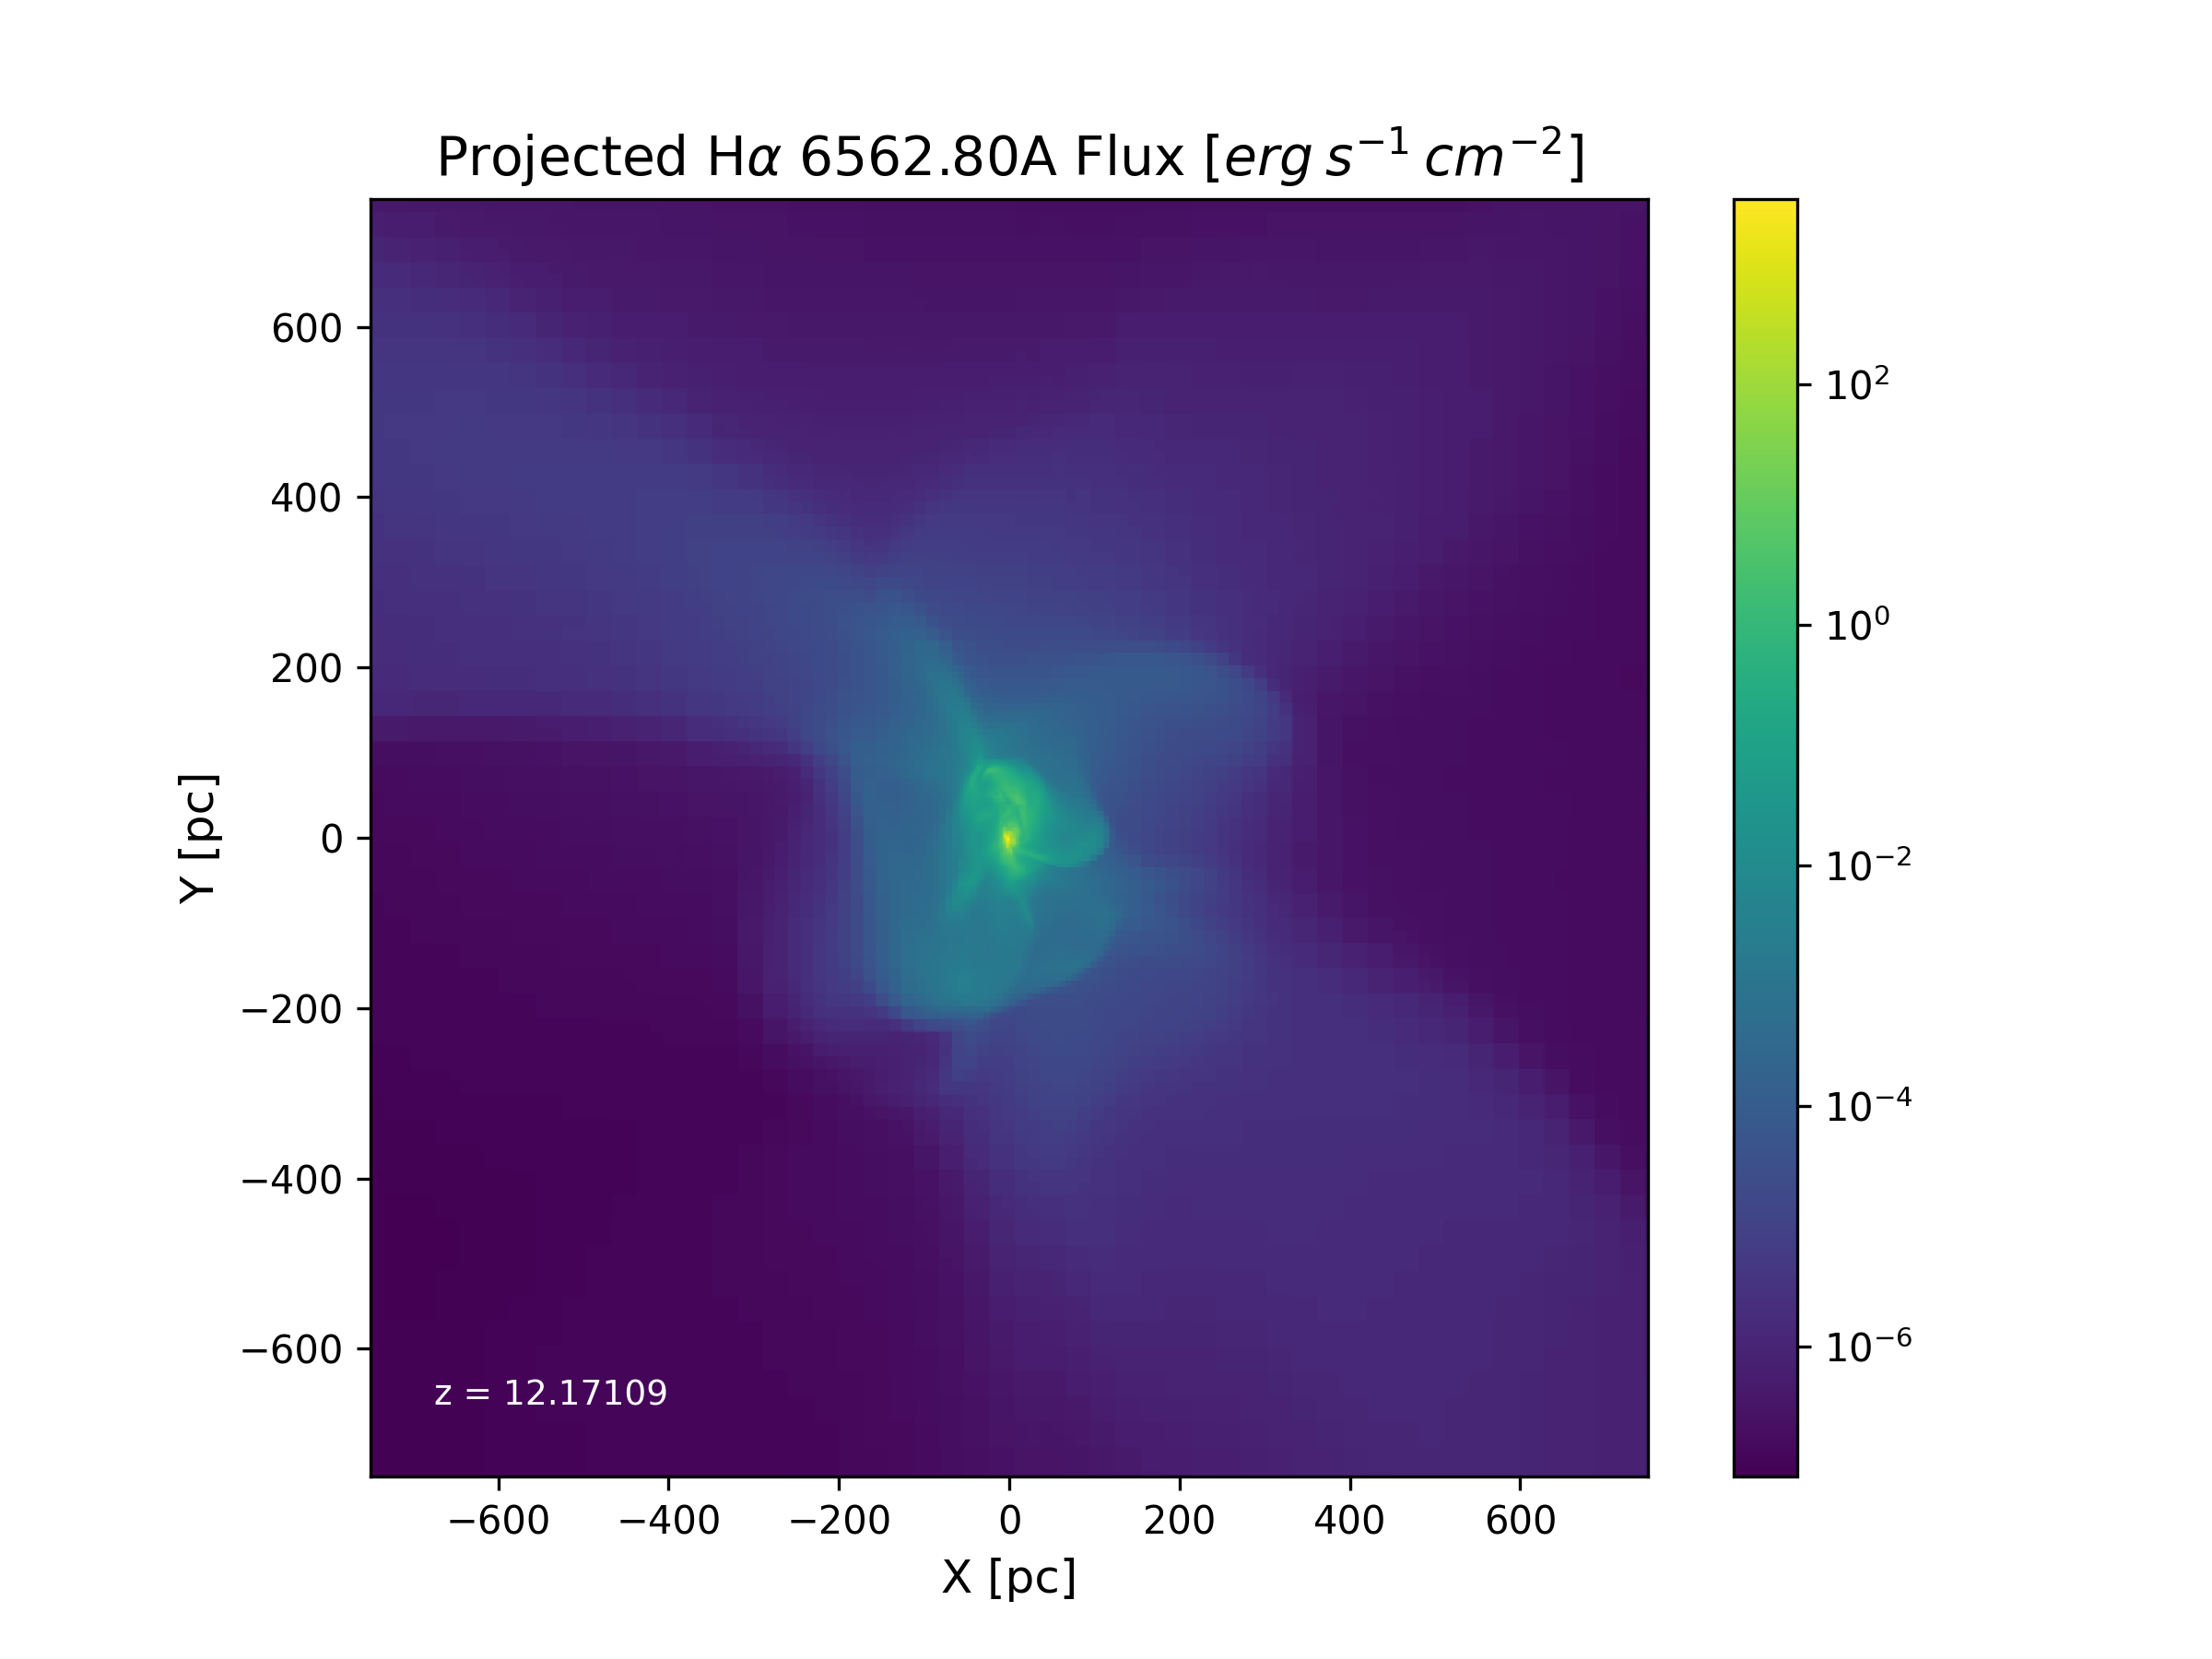 Projected Hα 6562.80A Flux [erg s⁻¹ cm⁻²]
600
400
200
0
−200
−400
−600
Y [pc]
z = 12.17109
−600 −400 −200 0 200 400 600
X [pc]
10²
10⁰
10⁻²
10⁻⁴
10⁻⁶